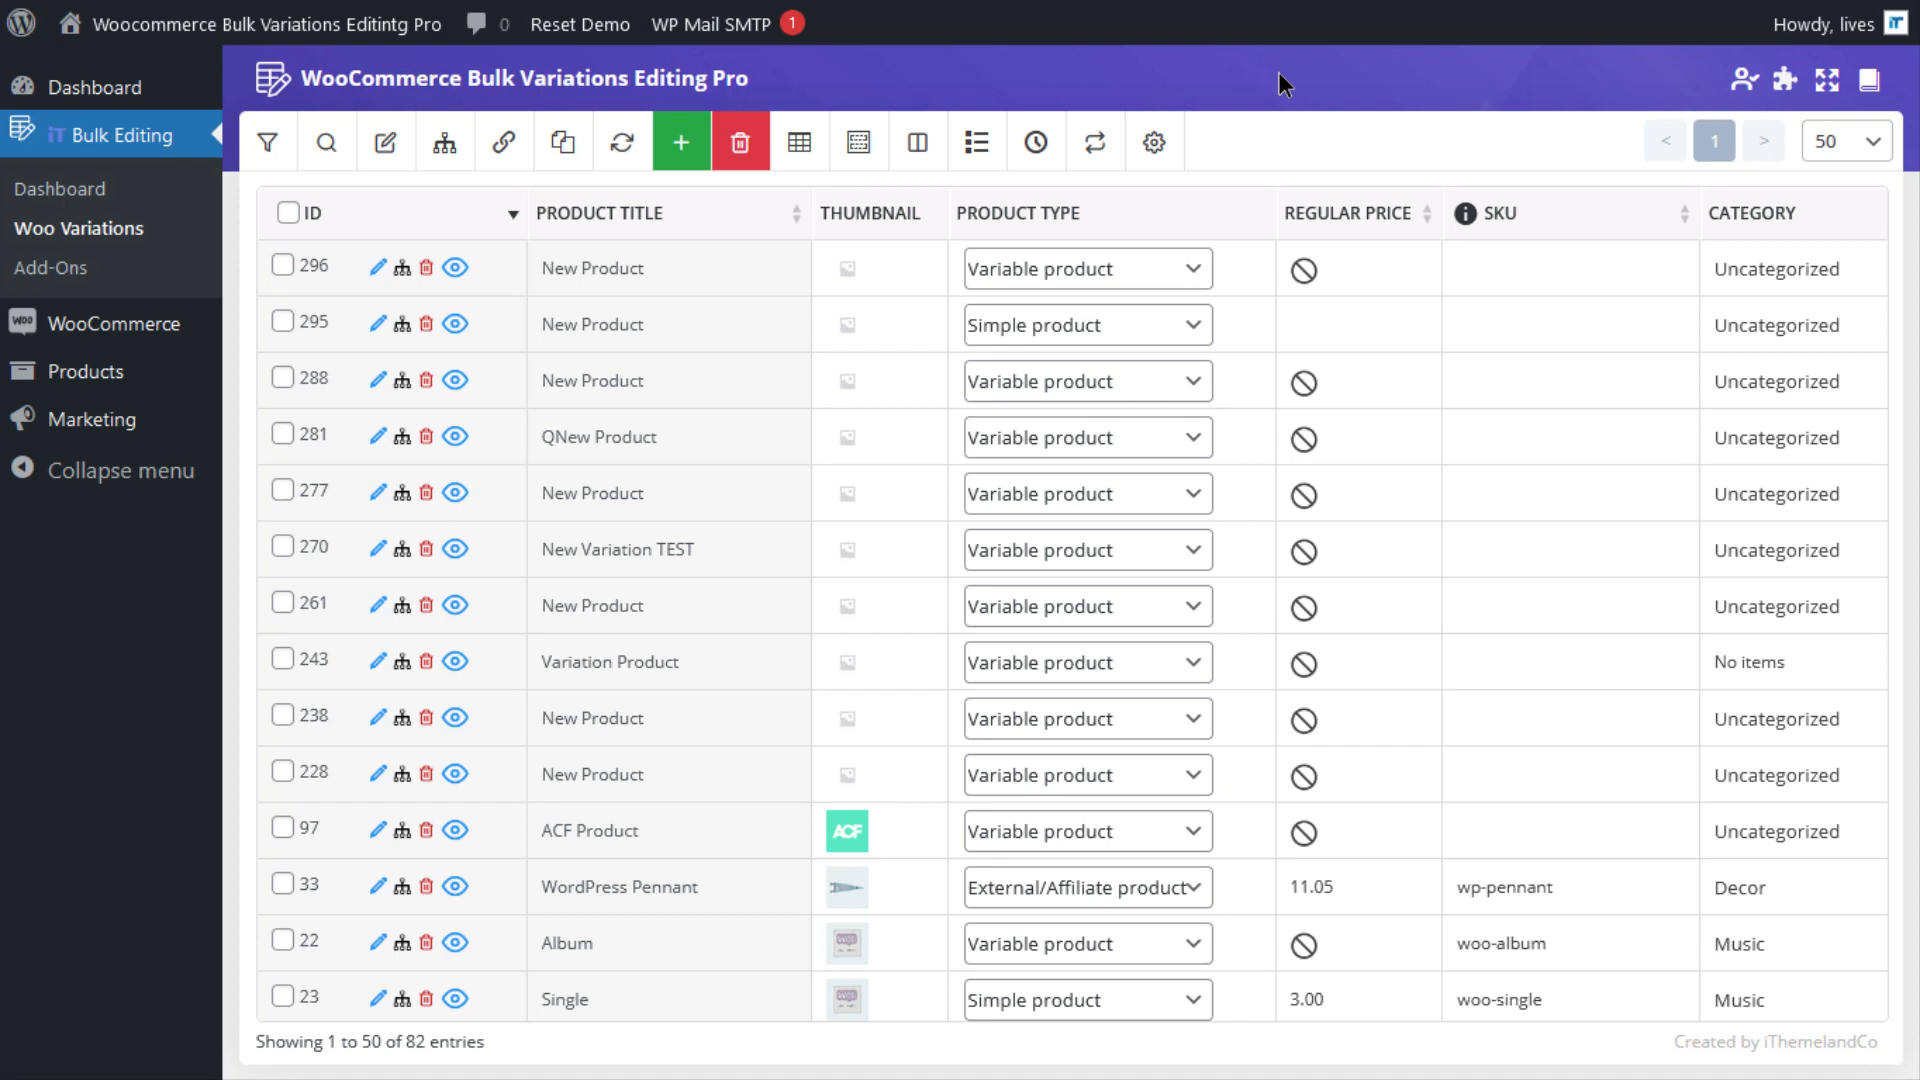 Woocommerce Bulk Variations Editintg Pro 0 Reset Demo WP Mail SMTP 1 Howdy, lives iT
Dashboard
iT Bulk Editing
Dashboard
Woo Variations
Add-Ons
WOO WooCommerce
Products
Marketing
Collapse menu
WooCommerce Bulk Variations Editing Pro
< 1 > 50
ID PRODUCT TITLE THUMBNAIL PRODUCT TYPE REGULAR PRICE SKU CATEGORY
296 New Product Variable product Uncategorized
295 New Product Simple product Uncategorized
288 New Product Variable product Uncategorized
281 QNew Product Variable product Uncategorized
277 New Product Variable product Uncategorized
270 New Variation TEST Variable product Uncategorized
261 New Product Variable product Uncategorized
243 Variation Product Variable product No items
238 New Product Variable product Uncategorized
228 New Product Variable product Uncategorized
97 ACF Product ACF Variable product Uncategorized
33 WordPress Pennant External/Affiliate product 11.05 wp-pennant Decor
22 Album WOO Variable product woo-album Music
23 Single WOO Simple product 3.00 woo-single Music
Showing 1 to 50 of 82 entries
Created by iThemelandCo